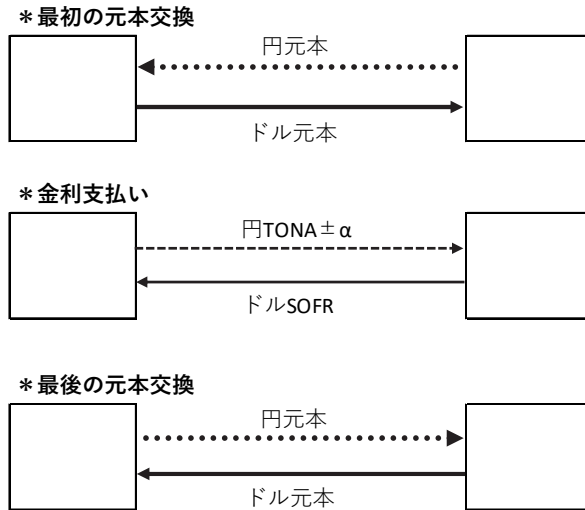 ＊最初の元本交換
円元本
ドル元本
＊金利支払い
円TONA±α
ドルSOFR
＊最後の元本交換
円元本
ドル元本